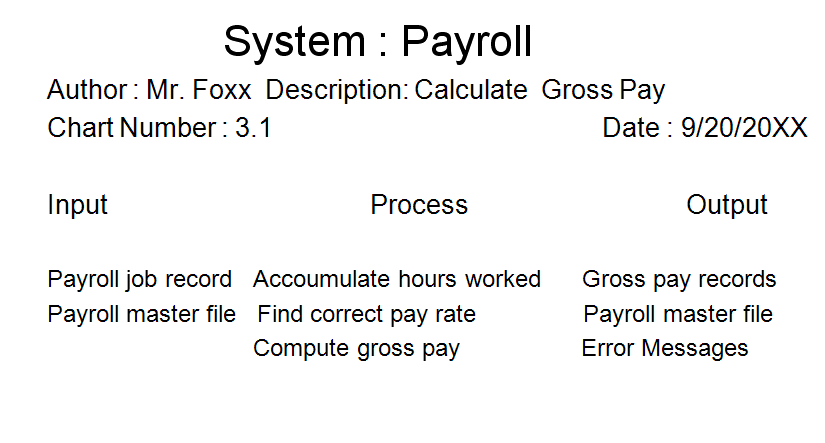 System : Payroll
Author : Mr. Foxx Description: Calculate Gross Pay
Chart Number : 3.1 Date : 9/20/20XX
Input Process Output
Payroll job record Accoumulate hours worked Gross pay records
Payroll master file Find correct pay rate Payroll master file
Compute gross pay Error Messages